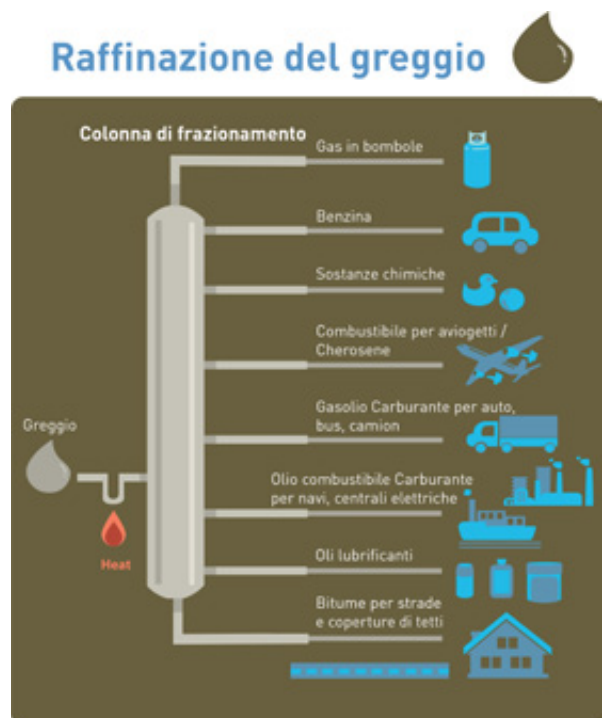 Raffinazione del greggio
Colonna di frazionamento
Gas in bombole
Benzina
Sostanze chimiche
Combustibile per aviogetti /
Cherosene
Gasolio Carburante per auto,
bus, camion
Greggio
Olio combustibile Carburante
per navi, centrali elettriche
Heat
Oli lubrificanti
Bitume per strade
e coperture di tetti